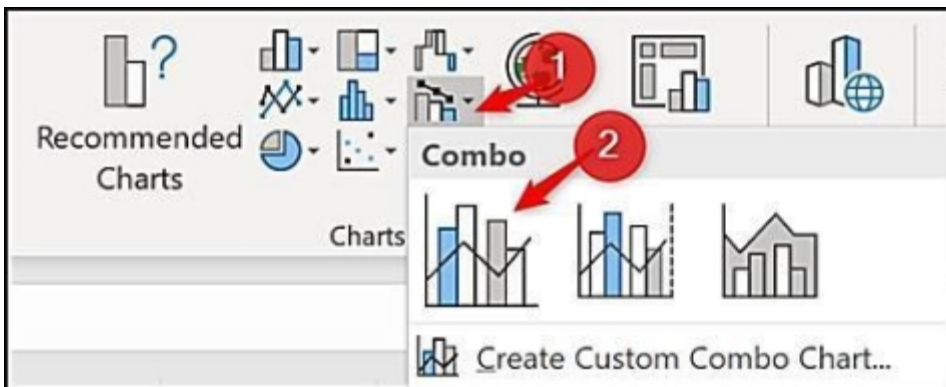 ?
Recommended
Charts
1
Combo
2
Charts
Create Custom Combo Chart...